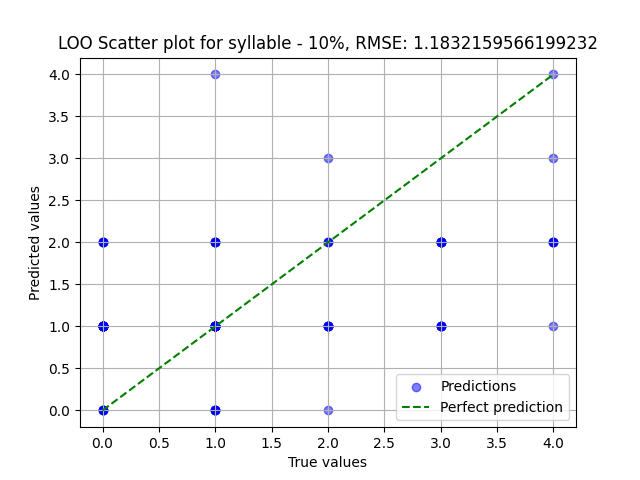 LOO Scatter plot for syllable - 10%, RMSE: 1.1832159566199232
4.0
3.5
3.0
2.5
2.0
1.5
1.0
0.5
0.0
Predicted values
Predictions
Perfect prediction
0.0 0.5 1.0 1.5 2.0 2.5 3.0 3.5 4.0
True values